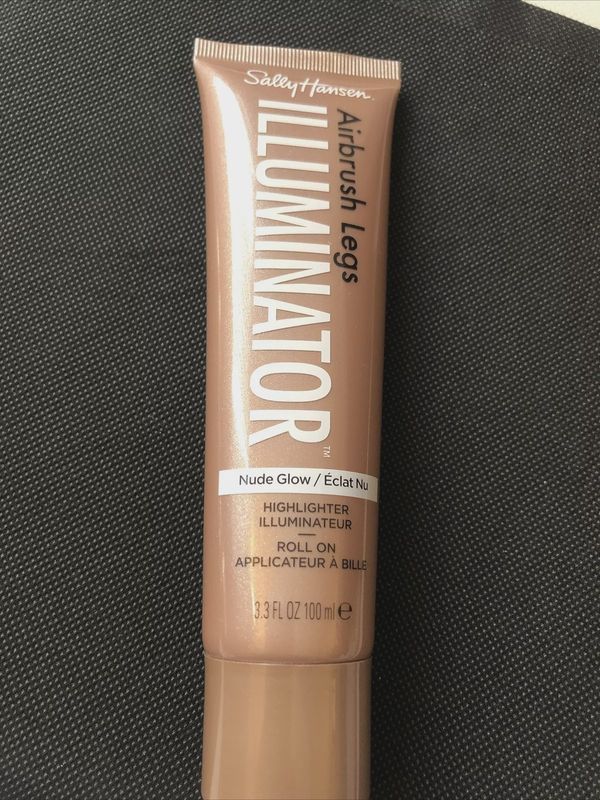 Sally Hansen.
Airbrush Legs
ILLUMINATOR™
Nude Glow / Éclat Nu
HIGHLIGHTER
ILLUMINATEUR
ROLL ON
APPLICATEUR À BILLE
3.3 FL OZ 100 ml ℮